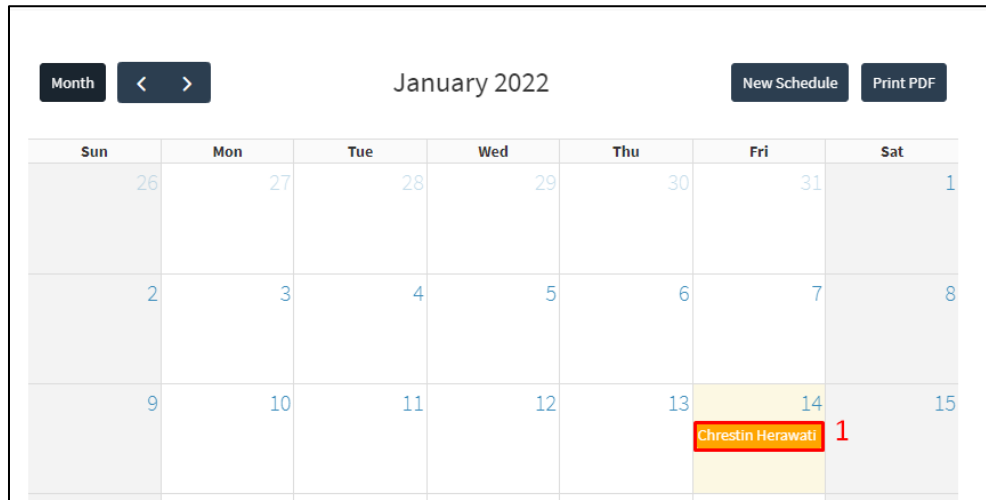 Month < > January 2022 New Schedule Print PDF
Sun Mon Tue Wed Thu Fri Sat
26 27 28 29 30 31 1
2 3 4 5 6 7 8
9 10 11 12 13 14 15
Chrestin Herawati 1